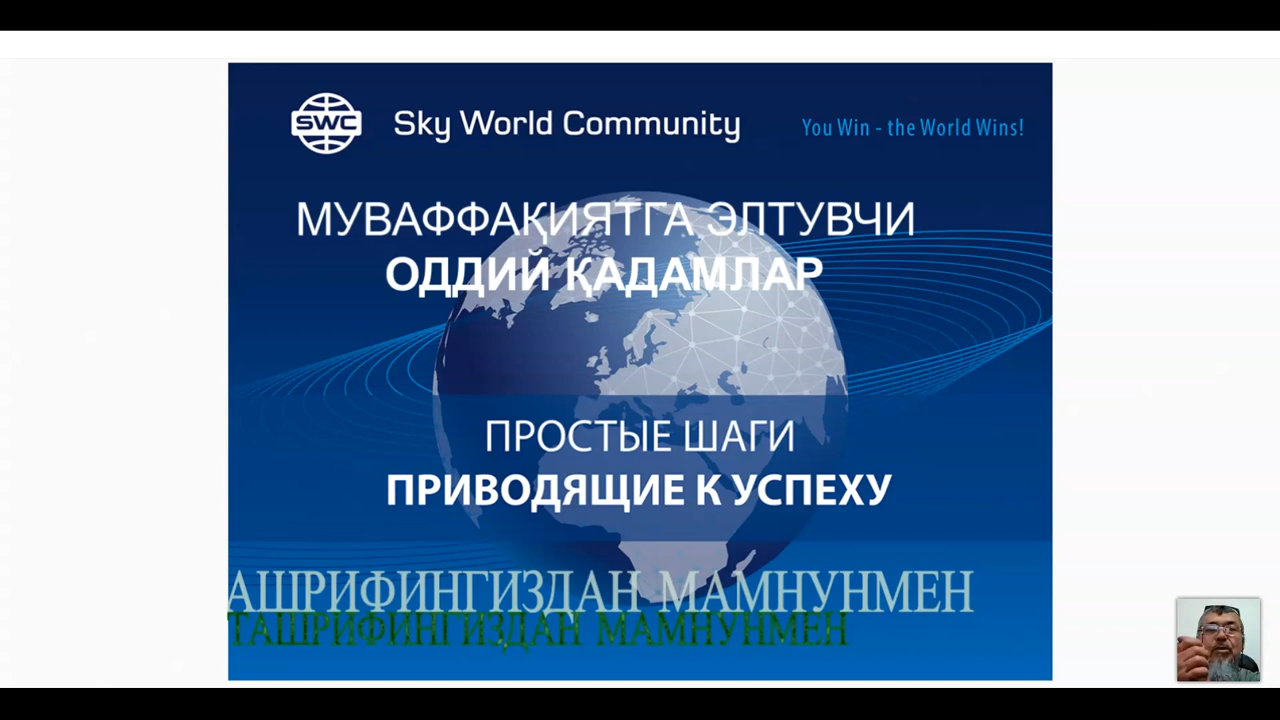 SWC Sky World Community You Win - the World Wins!
МУВАФФАҚИЯТГА ЭЛТУВЧИ
ОДДИЙ ҚАДАМЛАР
ПРОСТЫЕ ШАГИ
ПРИВОДЯЩИЕ К УСПЕХУ
АШРИФИНГИЗДАН МАМНУНМЕН
ТАШРИФИНГИЗДАН МАМНУНМЕН